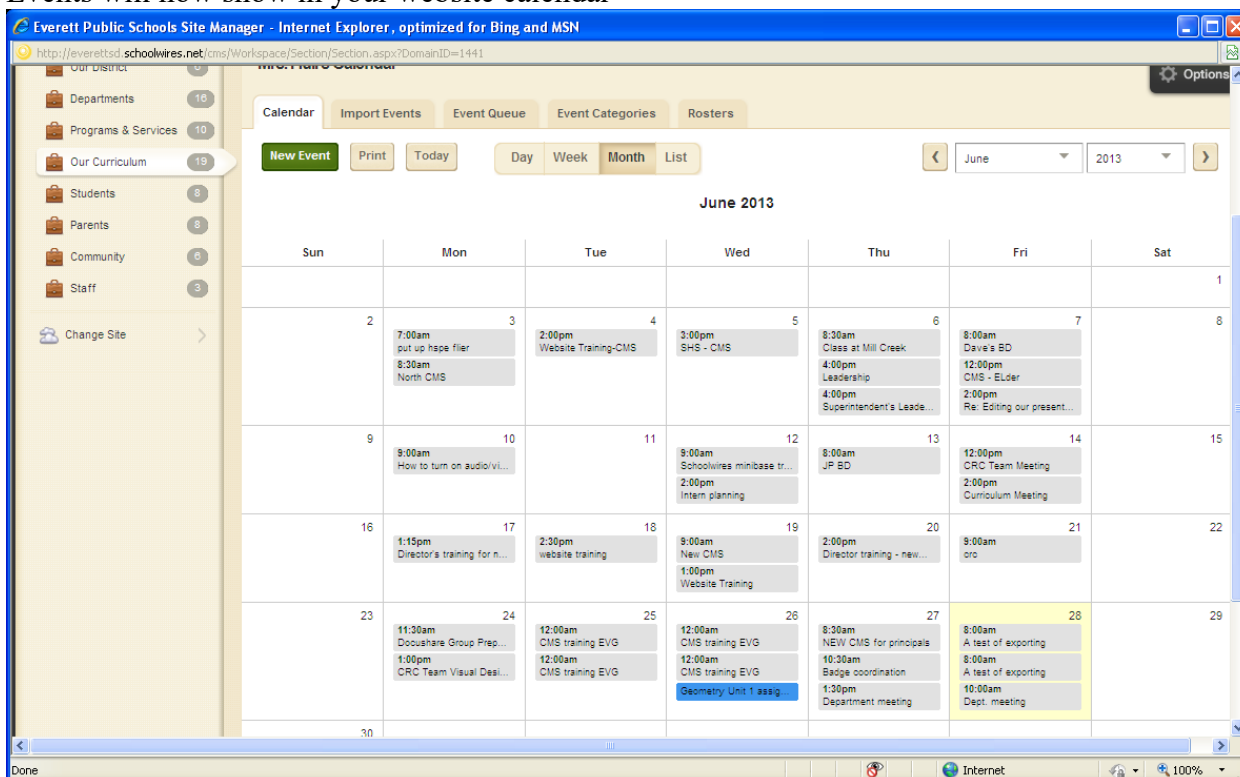 Events will now show in your website calendar
Everett Public Schools Site Manager - Internet Explorer, optimized for Bing and MSN
http://everettsd.schoolwires.net/cms/Workspace/Section/Section.aspx?DomainID=1441
Our District
Calendar
Options
Departments 16
Programs & Services 10
Our Curriculum 19
Students 8
Parents 8
Community 6
Staff 3
Change Site
Calendar Import Events Event Queue Event Categories Rosters
New Event Print Today Day Week Month List June 2013
June 2013
Sun Mon Tue Wed Thu Fri Sat
1
2 3 4 5 6 7 8
7:00am
put up hspe flier
8:30am
North CMS
2:00pm
Website Training-CMS
3:00pm
SHS - CMS
8:30am
Class at Mill Creek
4:00pm
Leadership
4:00pm
Superintendent's Leade...
8:00am
Dave's BD
12:00pm
CMS - ELder
2:00pm
Re: Editing our present...
9 10 11 12 13 14 15
9:00am
How to turn on audio/vi...
9:00am
Schoolwires minibase tr...
2:00pm
Intern planning
8:00am
JP BD
12:00pm
CRC Team Meeting
2:00pm
Curriculum Meeting
16 17 18 19 20 21 22
1:15pm
Director's training for n...
2:30pm
website training
9:00am
New CMS
1:00pm
Website Training
2:00pm
Director training - new...
9:00am
crc
23 24 25 26 27 28 29
11:30am
Docushare Group Prep...
1:00pm
CRC Team Visual Desi...
12:00am
CMS training EVG
12:00am
CMS training EVG
12:00am
CMS training EVG
12:00am
CMS training EVG
Geometry Unit 1 assig...
8:30am
NEW CMS for principals
10:30am
Badge coordination
1:30pm
Department meeting
8:00am
A test of exporting
8:00am
A test of exporting
10:00am
Dept. meeting
30
Done Internet 100%